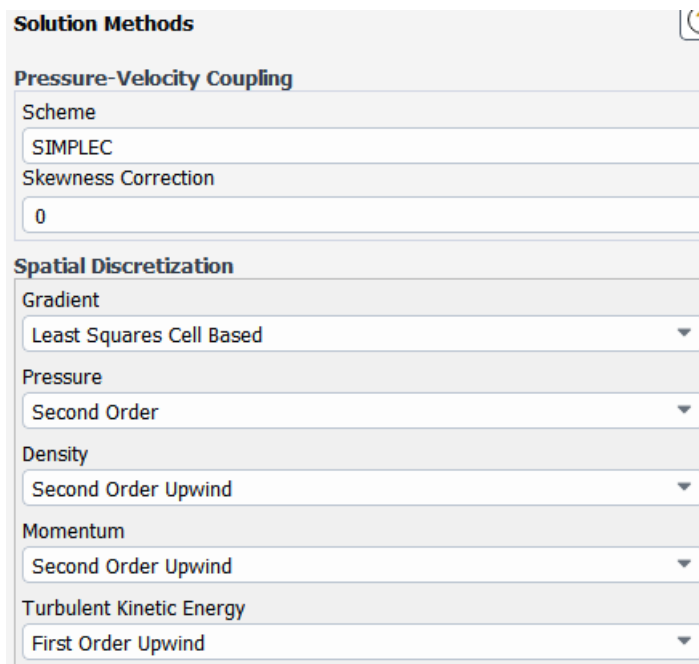 Solution Methods
Pressure-Velocity Coupling
Scheme
SIMPLEC
Skewness Correction
0
Spatial Discretization
Gradient
Least Squares Cell Based
Pressure
Second Order
Density
Second Order Upwind
Momentum
Second Order Upwind
Turbulent Kinetic Energy
First Order Upwind